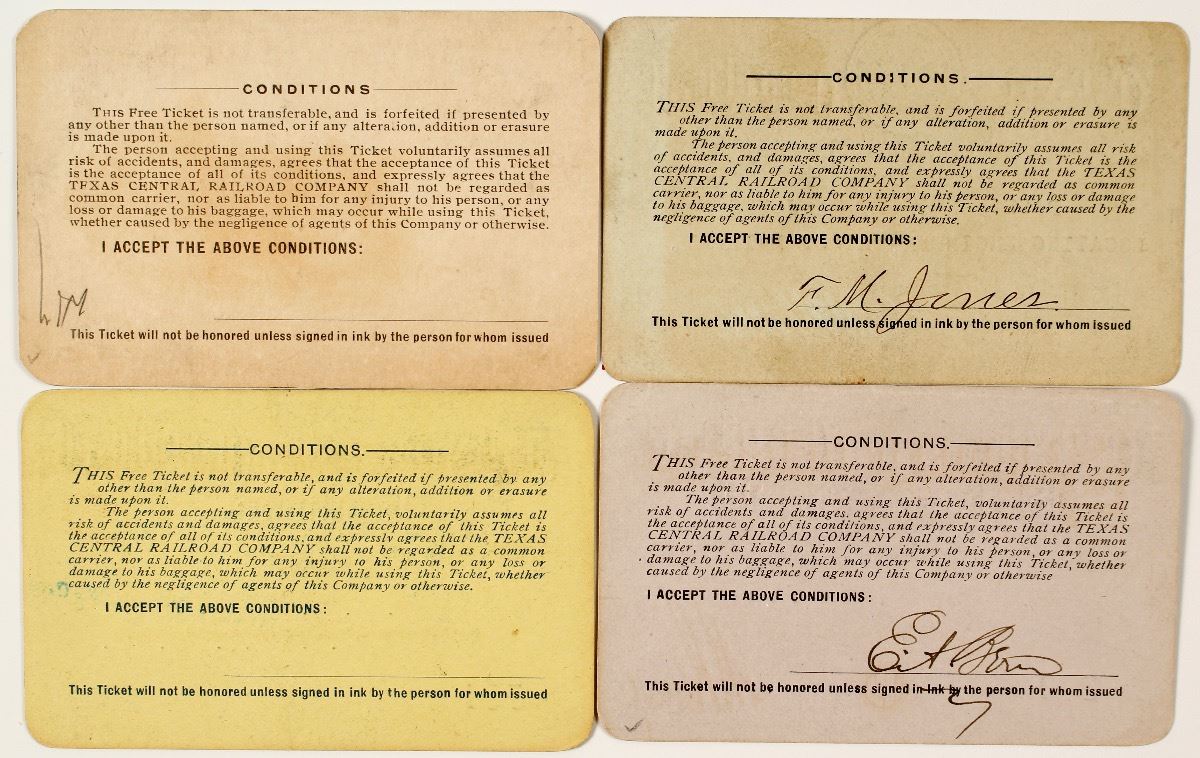 CONDITIONS
THIS Free Ticket is not transferable, and is forfeited if presented by
any other than the person named, or if any altera.ion, addition or erasure
is made upon it.
The person accepting and using this Ticket voluntarily assumes all
risk of accidents, and damages, agrees that the acceptance of this Ticket
is the acceptance of all of its conditions, and expressly agrees that the
TEXAS CENTRAL RAILROAD COMPANY shall not be regarded as
common carrier, nor as liable to him for any injury to his person, or any
loss or damage to his baggage, which may occur while using this Ticket,
whether caused by the negligence of agents of this Company or otherwise.
I ACCEPT THE ABOVE CONDITIONS:
This Ticket will not be honored unless signed in ink by the person for whom issued
CONDITIONS.
THIS Free Ticket is not transferable, and is forfeited if presented by any
other than the person named, or if any alteration, addition or erasure is
made upon it.
The person accepting and using this Ticket voluntarily assumes all risk
of accidents, and damages, agrees that the acceptance of this Ticket is the
acceptance of all of its conditions, and expressly agrees that the TEXAS
CENTRAL RAILROAD COMPANY shall not be regarded as common
carrier, nor as liable to him for any injury to his person, or any loss or damage
to his baggage, which may occur while using this Ticket, whether caused by the
negligence of agents of this Company or otherwise.
I ACCEPT THE ABOVE CONDITIONS:
F. M. Jones
This Ticket will not be honored unless signed in ink by the person for whom issued
CONDITIONS.
THIS Free Ticket is not transferable, and is forfeited if presented by any
other than the person named, or if any alteration, addition or erasure
is made upon it.
The person accepting and using this Ticket, voluntarily assumes all
risk of accidents and damages, agrees that the acceptance of this Ticket is
the acceptance of all of its conditions, and expressly agrees that the TEXAS
CENTRAL RAILROAD COMPANY shall not be regarded as a common
carrier, nor as liable to him for any injury to his person, or any loss or
damage to his baggage, which may occur while using this Ticket, whether
caused by the negligence of agents of this Company or otherwise.
I ACCEPT THE ABOVE CONDITIONS:
This Ticket will not be honored unless signed in ink by the person for whom issued
CONDITIONS.
THIS Free Ticket is not transferable, and is forfeited if presented by any
other than the person named, or if any alteration, addition or erasure
is made upon it.
The person accepting and using this Ticket, voluntarily assumes all
risk of accidents and damages, agrees that the acceptance of this Ticket is
the acceptance of all of its conditions, and expressly agrees that the TEXAS
CENTRAL RAILROAD COMPANY shall not be regarded as a common
carrier, nor as liable to him for any injury to his person, or any loss or
damage to his baggage, which may occur while using this Ticket, whether
caused by the negligence of agents of this Company or otherwise
I ACCEPT THE ABOVE CONDITIONS:
This Ticket will not be honored unless signed in ink by the person for whom issued